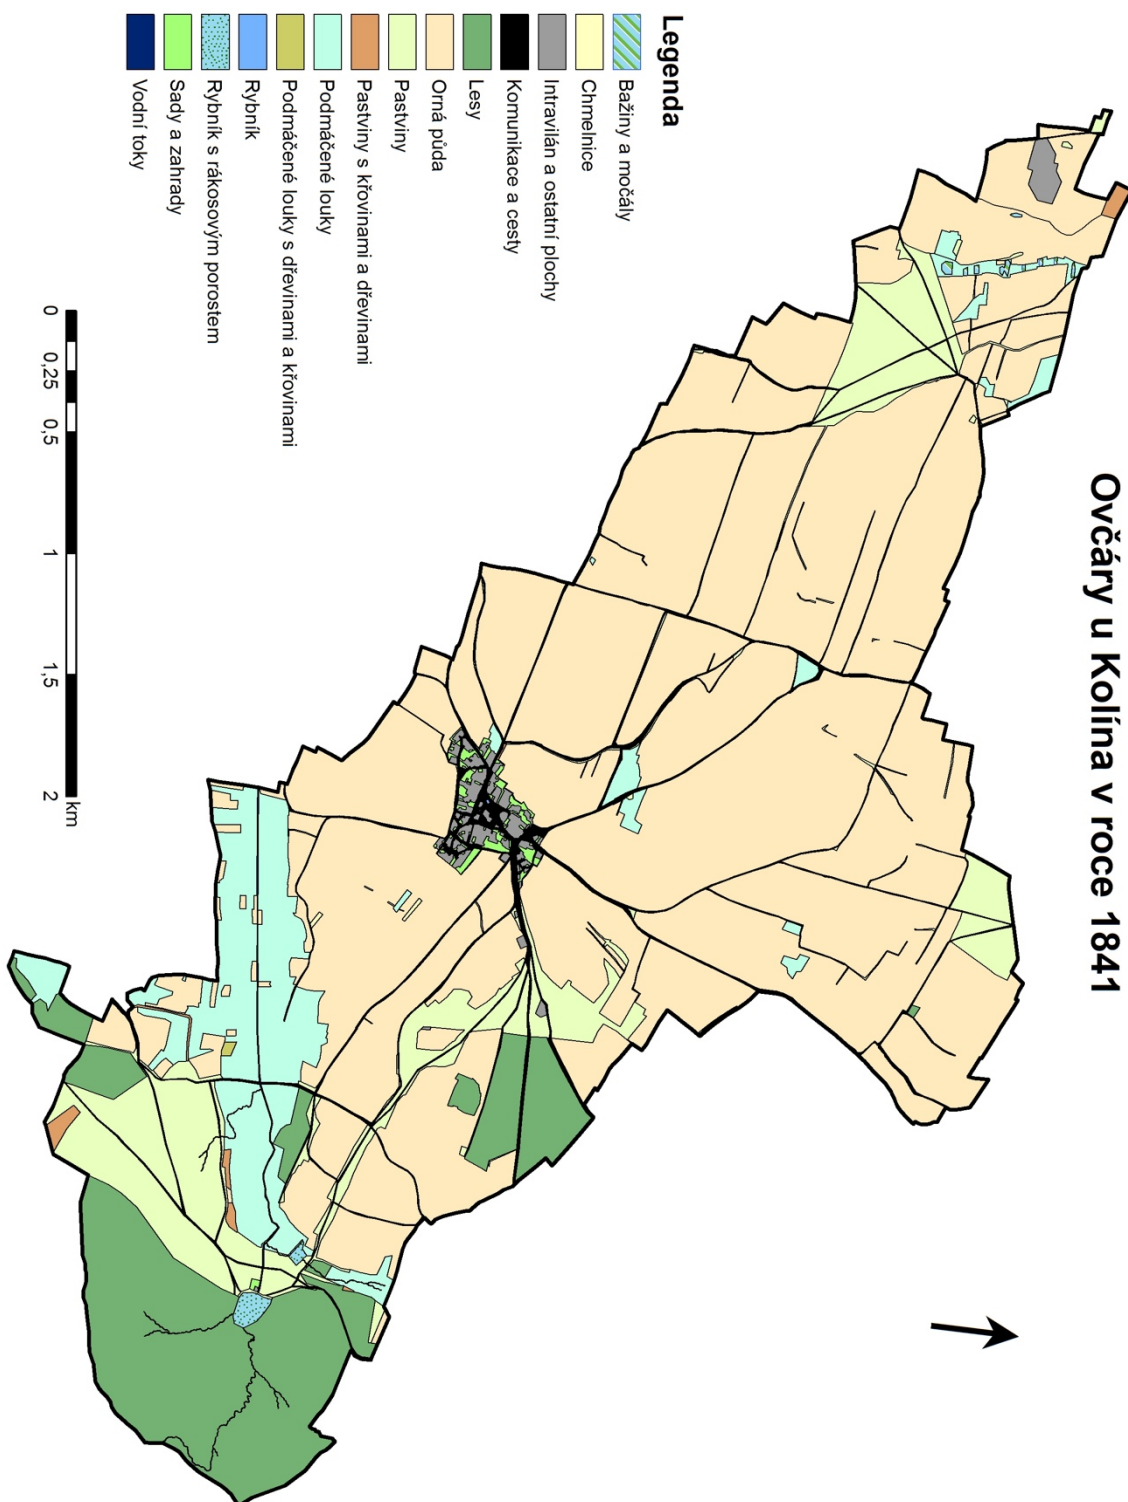 Ovčáry u Kolína v roce 1841
Legenda
Bažiny a močály
Chmelnice
Intravilán a ostatní plochy
Komunikace a cesty
Lesy
Orná půda
Pastviny
Pastviny s křovinami a dřevinami
Podmáčené louky
Podmáčené louky s dřevinami a křovinami
Rybník
Rybník s rákosovým porostem
Sady a zahrady
Vodní toky
0 0,25 0,5 1 1,5 2 km